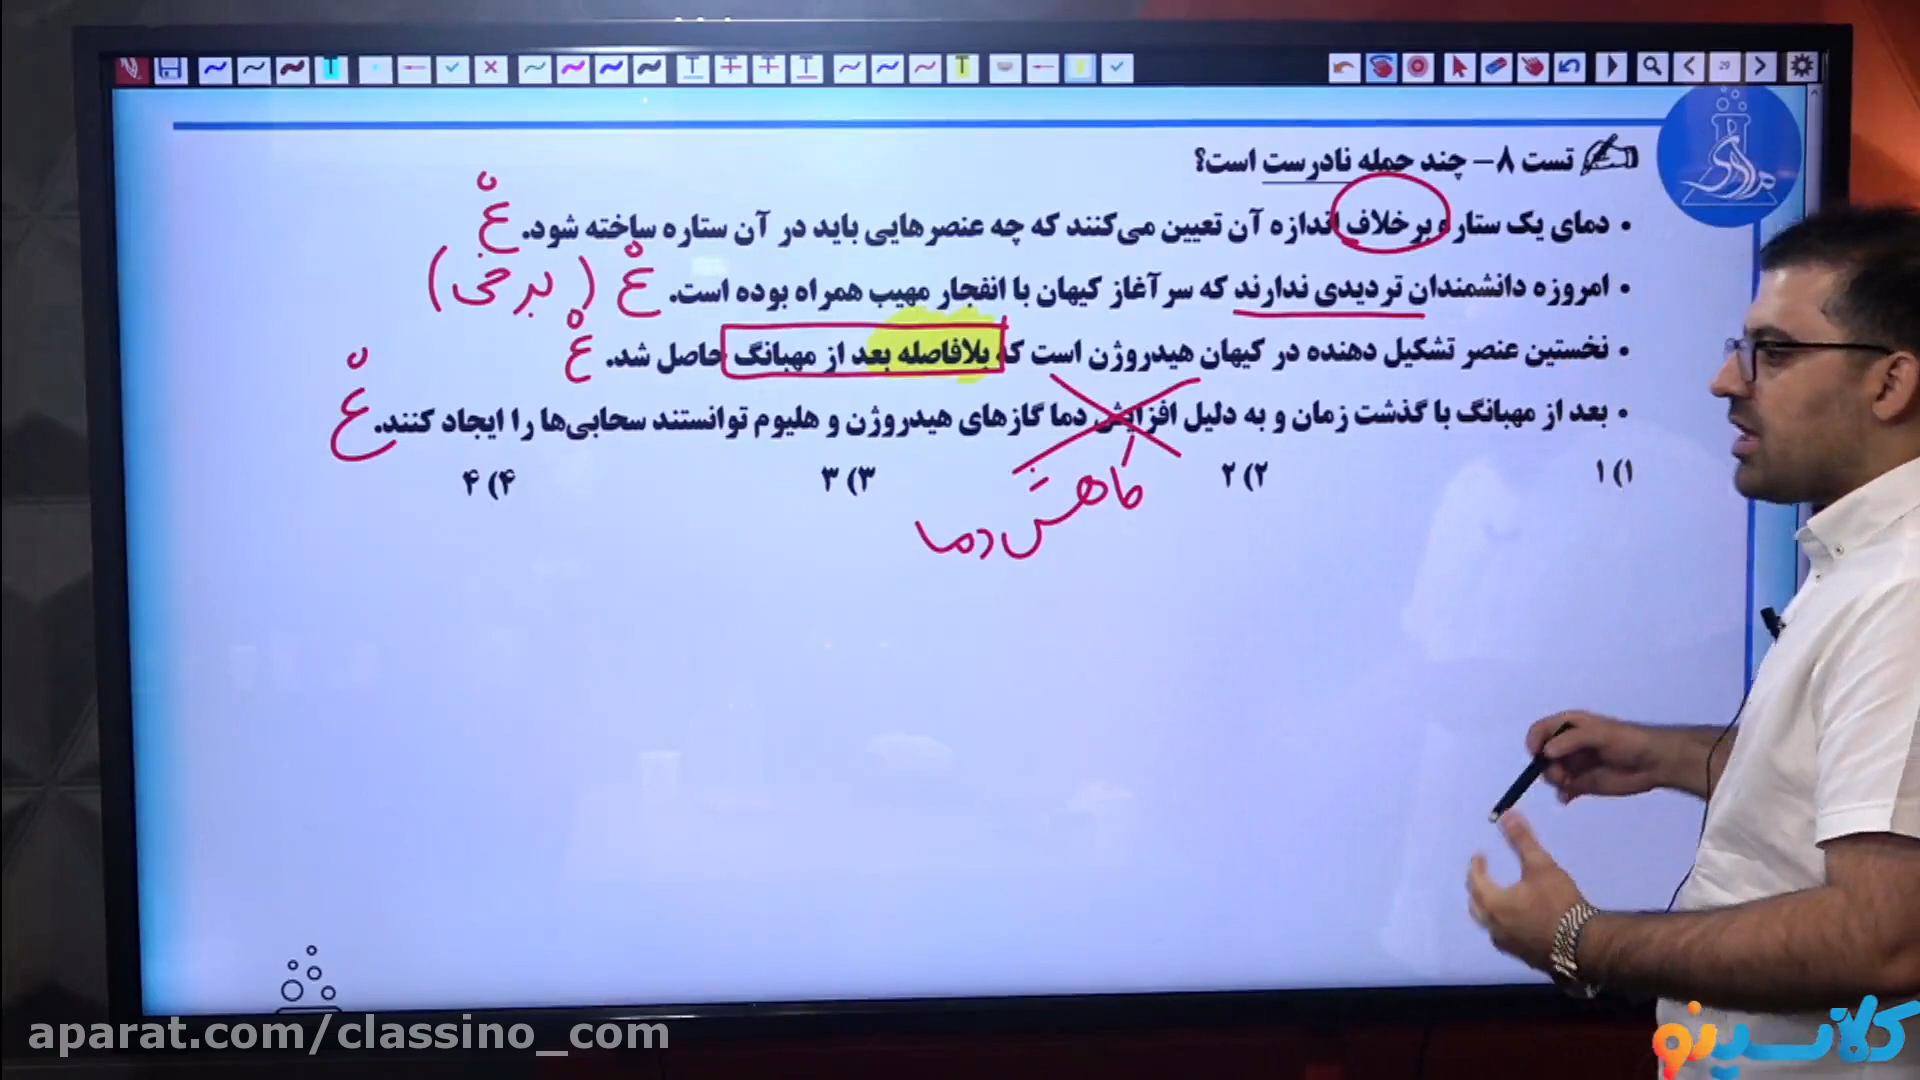 29
تست ۸- چند جمله نادرست است؟
• دمای یک ستاره برخلاف اندازه آن تعیین می‌کنند که چه عنصرهایی باید در آن ستاره ساخته شود. غ
• امروزه دانشمندان تردیدی ندارند که سرآغاز کیهان با انفجار مهیب همراه بوده است. غ (برخی)
• نخستین عنصر تشکیل دهنده در کیهان هیدروژن است که بلافاصله بعد از مهبانگ حاصل شد. غ
• بعد از مهبانگ با گذشت زمان و به دلیل افزایش دما گازهای هیدروژن و هلیوم توانستند سحابی‌ها را ایجاد کنند. غ
۱) ۱ ۲) ۲ ۳) ۳ ۴) ۴
کاهش دما
aparat.com/classino_com
کلاسینو